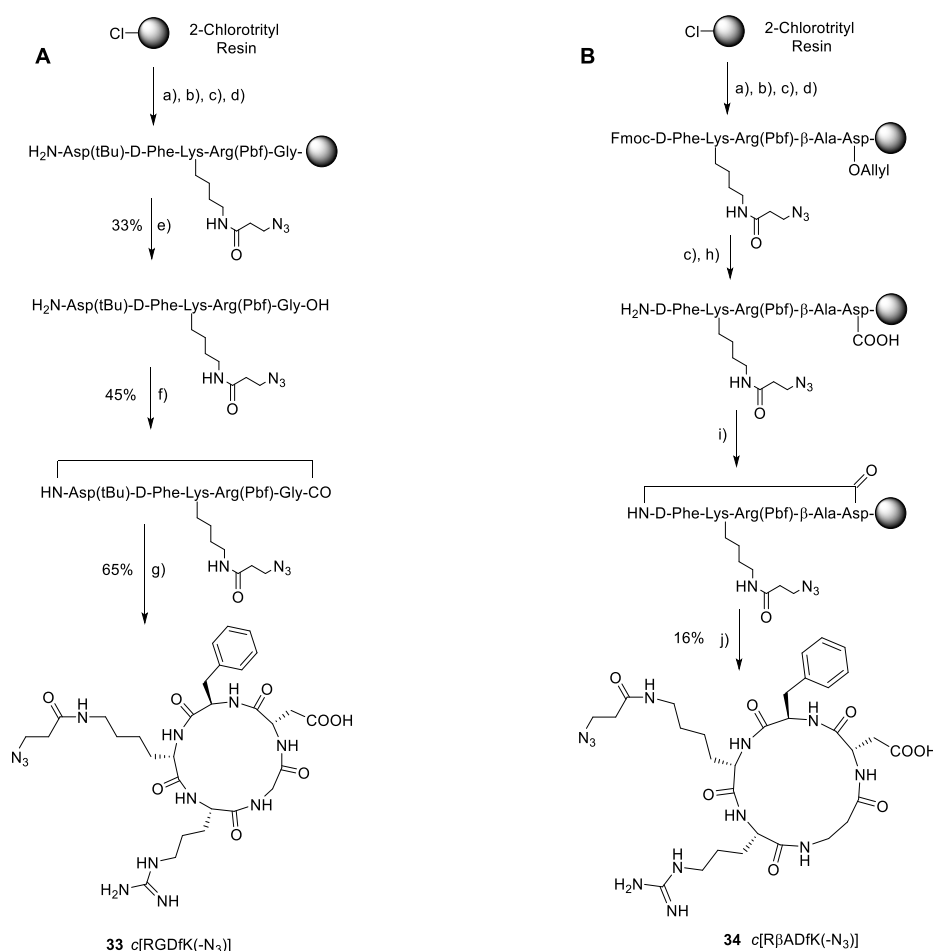 A
Cl
2-Chlorotrityl
Resin
a), b), c), d)
H₂N-Asp(tBu)-D-Phe-Lys-Arg(Pbf)-Gly-
HN
O
N₃
33%
e)
H₂N-Asp(tBu)-D-Phe-Lys-Arg(Pbf)-Gly-OH
HN
O
N₃
45%
f)
HN-Asp(tBu)-D-Phe-Lys-Arg(Pbf)-Gly-CO
HN
O
N₃
65%
g)
O
H
N
N₃
O
H
N
O
COOH
HN
NH
O
O
HN
O
NH
HN
H₂N
NH
33 c[RGDfK(-N₃)]
B
Cl
2-Chlorotrityl
Resin
a), b), c), d)
Fmoc-D-Phe-Lys-Arg(Pbf)-β-Ala-Asp-
OAllyl
HN
O
N₃
c), h)
H₂N-D-Phe-Lys-Arg(Pbf)-β-Ala-Asp-
COOH
HN
O
N₃
i)
O
HN-D-Phe-Lys-Arg(Pbf)-β-Ala-Asp-
HN
O
N₃
16%
j)
O
H
N
N₃
O
H
N
O
COOH
HN
NH
O
O
HN
O
N
H
H
N
H₂N
NH
34 c[RβADfK(-N₃)]